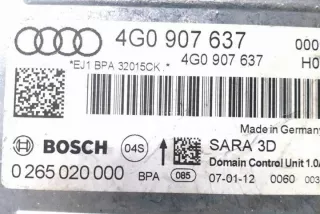 4G0 907 637 000
*EJ1 BPA 32015CK .* 4G0 907 637 H0
Made in Germany
BOSCH 04S SARA 3D
Domain Control Unit 1.0
0 265 020 000 BPA 085 07-01-12 0060 003